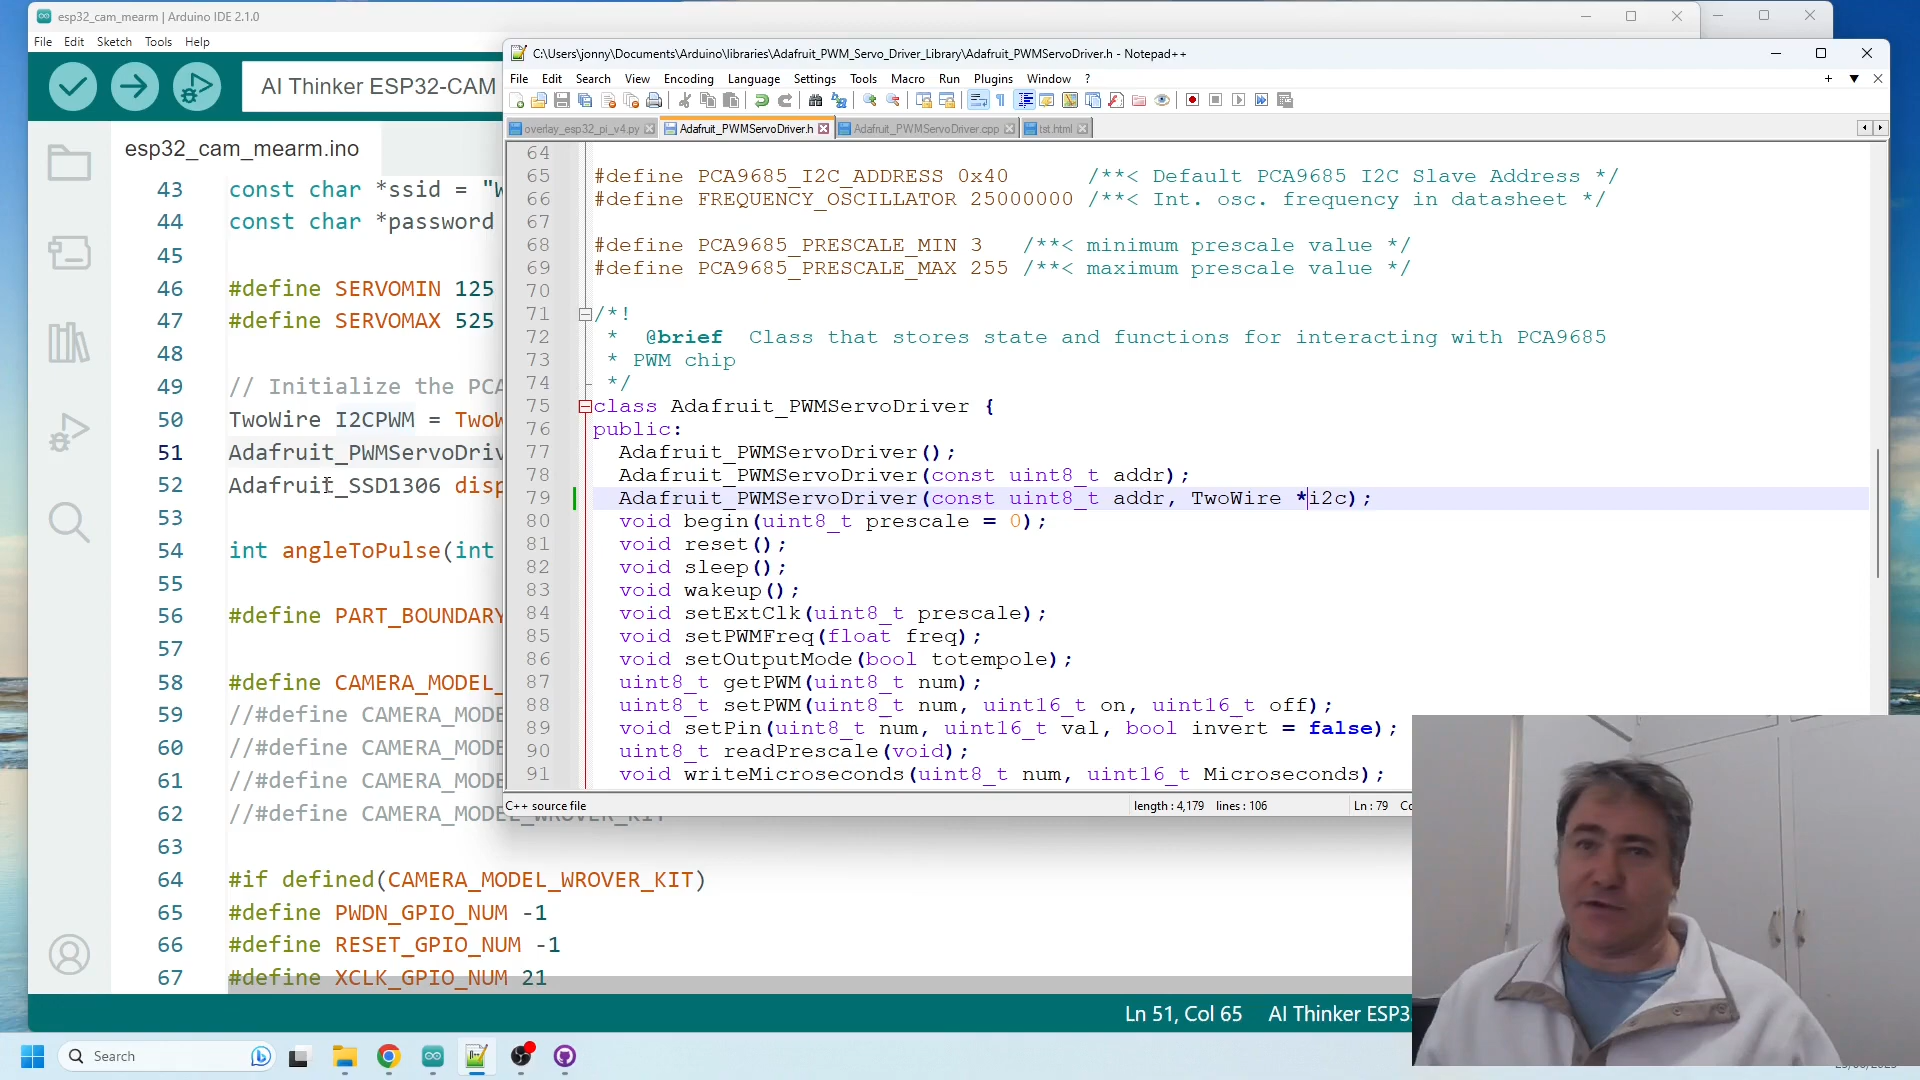 esp32_cam_mearm | Arduino IDE 2.1.0
File Edit Sketch Tools Help
AI Thinker ESP32-CAM
esp32_cam_mearm.ino
43 const char *ssid = "W
44 const char *password
45
46 #define SERVOMIN 125
47 #define SERVOMAX 525
48
49 // Initialize the PCA
50 TwoWire I2CPWM = TwoW
51 Adafruit_PWMServoDriv
52 Adafruit_SSD1306 disp
53
54 int angleToPulse(int
55
56 #define PART_BOUNDARY
57
58 #define CAMERA_MODEL_
59 //#define CAMERA_MODE
60 //#define CAMERA_MODE
61 //#define CAMERA_MODE
62 //#define CAMERA_MODEL_WROVER_KIT
63
64 #if defined(CAMERA_MODEL_WROVER_KIT)
65 #define PWDN_GPIO_NUM -1
66 #define RESET_GPIO_NUM -1
67 #define XCLK_GPIO_NUM 21
Ln 51, Col 65 AI Thinker ESP3
C:\Users\jonny\Documents\Arduino\libraries\Adafruit_PWM_Servo_Driver_Library\Adafruit_PWMServoDriver.h - Notepad++
File Edit Search View Encoding Language Settings Tools Macro Run Plugins Window ?
overlay_esp32_pi_v4.py Adafruit_PWMServoDriver.h Adafruit_PWMServoDriver.cpp tst.html
64
65 #define PCA9685_I2C_ADDRESS 0x40 /**< Default PCA9685 I2C Slave Address */
66 #define FREQUENCY_OSCILLATOR 25000000 /**< Int. osc. frequency in datasheet */
67
68 #define PCA9685_PRESCALE_MIN 3 /**< minimum prescale value */
69 #define PCA9685_PRESCALE_MAX 255 /**< maximum prescale value */
70
71 /*!
72 * @brief Class that stores state and functions for interacting with PCA9685
73 * PWM chip
74 */
75 class Adafruit_PWMServoDriver {
76 public:
77 Adafruit_PWMServoDriver();
78 Adafruit_PWMServoDriver(const uint8_t addr);
79 Adafruit_PWMServoDriver(const uint8_t addr, TwoWire *i2c);
80 void begin(uint8_t prescale = 0);
81 void reset();
82 void sleep();
83 void wakeup();
84 void setExtClk(uint8_t prescale);
85 void setPWMFreq(float freq);
86 void setOutputMode(bool totempole);
87 uint8_t getPWM(uint8_t num);
88 uint8_t setPWM(uint8_t num, uint16_t on, uint16_t off);
89 void setPin(uint8_t num, uint16_t val, bool invert = false);
90 uint8_t readPrescale(void);
91 void writeMicroseconds(uint8_t num, uint16_t Microseconds);
C++ source file length : 4,179 lines : 106 Ln : 79 Co
Search